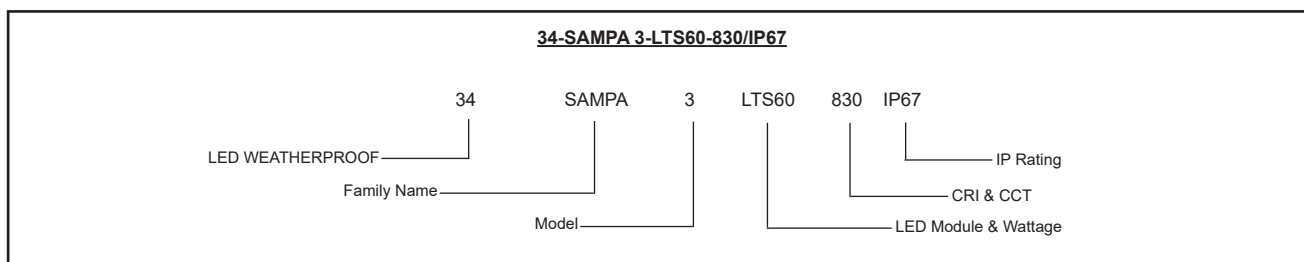 34-SAMPA 3-LTS60-830/IP67
34 SAMPA 3 LTS60 830 IP67
LED WEATHERPROOF
IP Rating
Family Name
CRI & CCT
Model
LED Module & Wattage